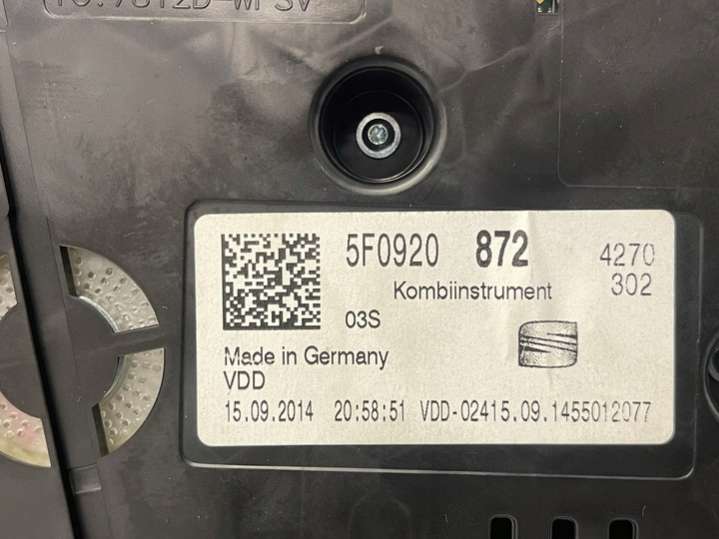 5F0920 872 4270
Kombiinstrument 302
03S
Made in Germany
VDD
15.09.2014 20:58:51 VDD-02415.09.1455012077